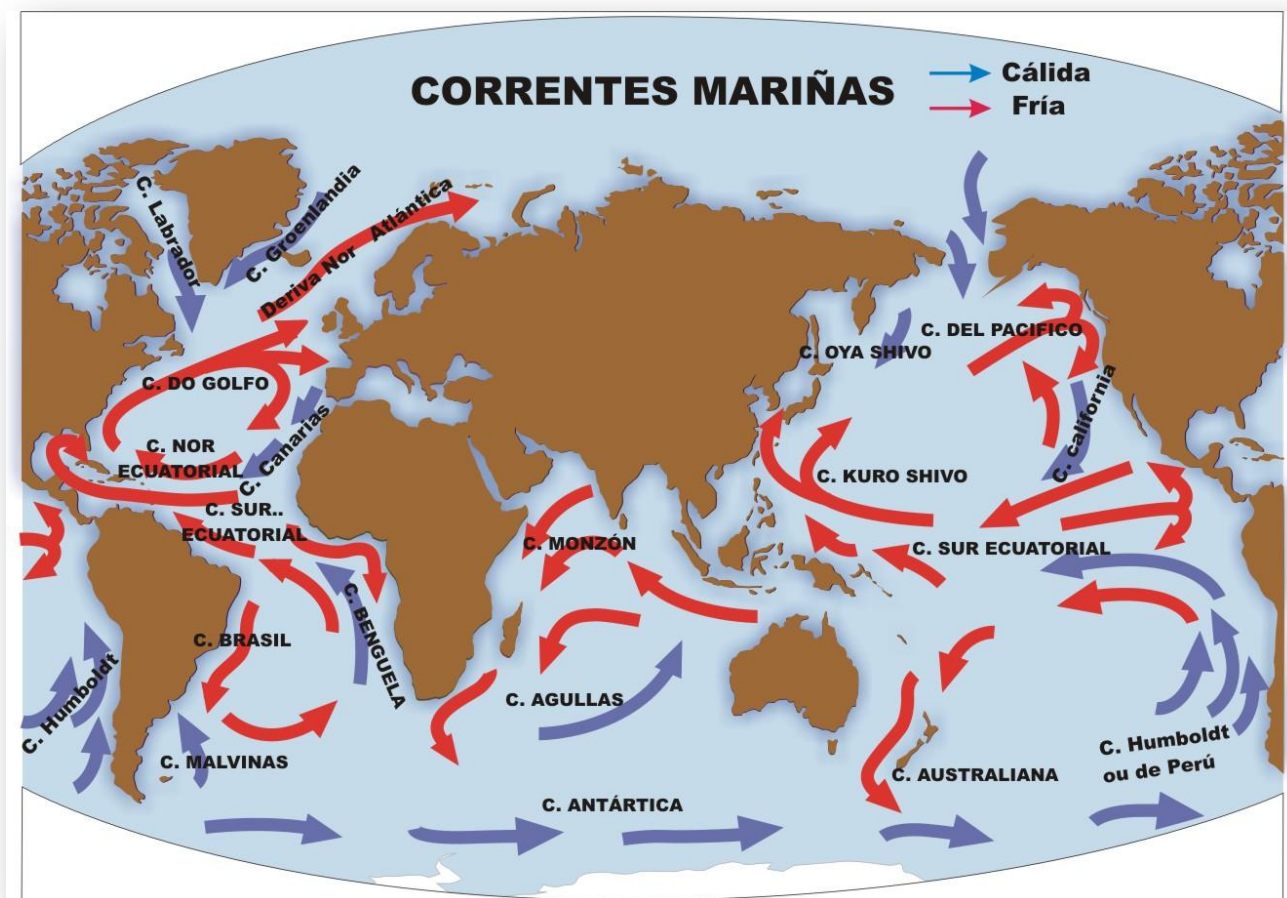 CORRENTES MARIÑAS
Cálida
Fría
C. Labrador
C. Groenlandia
Deriva Nor Atlántica
C. DEL PACIFICO
C. OYA SHIVO
C. DO GOLFO
C. california
C. Canarias
C. NOR
ECUATORIAL
C. KURO SHIVO
C. SUR..
ECUATORIAL
C. MONZÓN
C. SUR ECUATORIAL
C. BENGUELA
C. BRASIL
C. Humboldt
C. AGULLAS
C. MALVINAS
C. Humboldt
ou de Perú
C. AUSTRALIANA
C. ANTÁRTICA